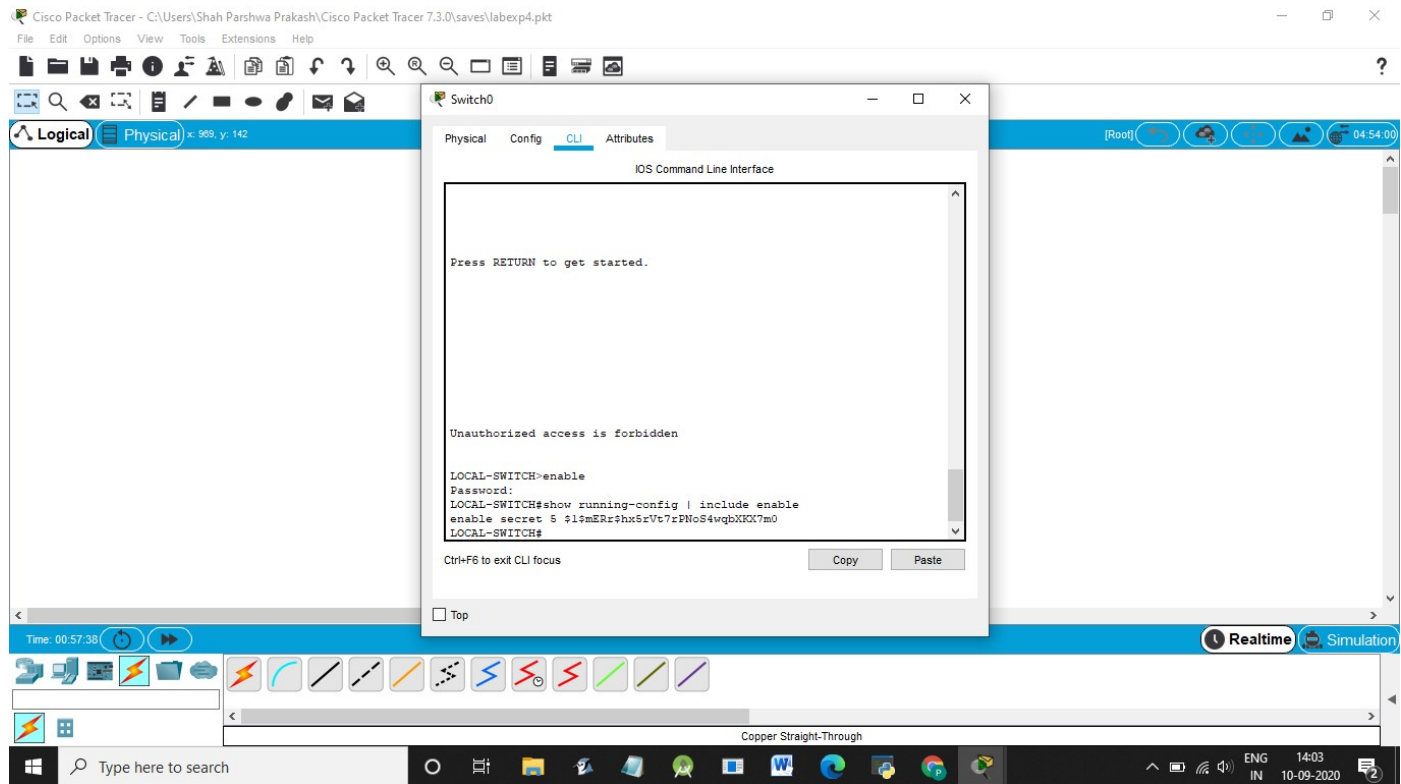 Cisco Packet Tracer - C:\Users\Shah Parshwa Prakash\Cisco Packet Tracer 7.3.0\saves\labexp4.pkt
File Edit Options View Tools Extensions Help
?
Switch0
Logical Physical x: 969, y: 142
[Root] 04:54:00
Physical Config CLI Attributes
IOS Command Line Interface
Press RETURN to get started.
Unauthorized access is forbidden
LOCAL-SWITCH>enable
Password:
LOCAL-SWITCH#show running-config | include enable
enable secret 5 $1$mERr$hx5rVt7rPNoS4wqbXKX7m0
LOCAL-SWITCH#
Ctrl+F6 to exit CLI focus
Copy Paste
Top
Time: 00:57:38
Realtime Simulation
Copper Straight-Through
Type here to search
ENG 14:03
IN 10-09-2020
2